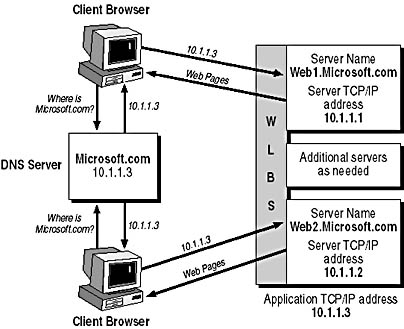 Client Browser
10.1.1.3
Web Pages
Where is
Microsoft.com?
10.1.1.3
DNS Server
Microsoft.com
10.1.1.3
Where is
Microsoft.com?
10.1.1.3
10.1.1.3
Web Pages
Client Browser
W
L
B
S
Server Name
Web1.Microsoft.com
Server TCP/IP
address
10.1.1.1
Additional servers
as needed
Server Name
Web2.Microsoft.com
Server TCP/IP
address
10.1.1.2
Application TCP/IP address
10.1.1.3